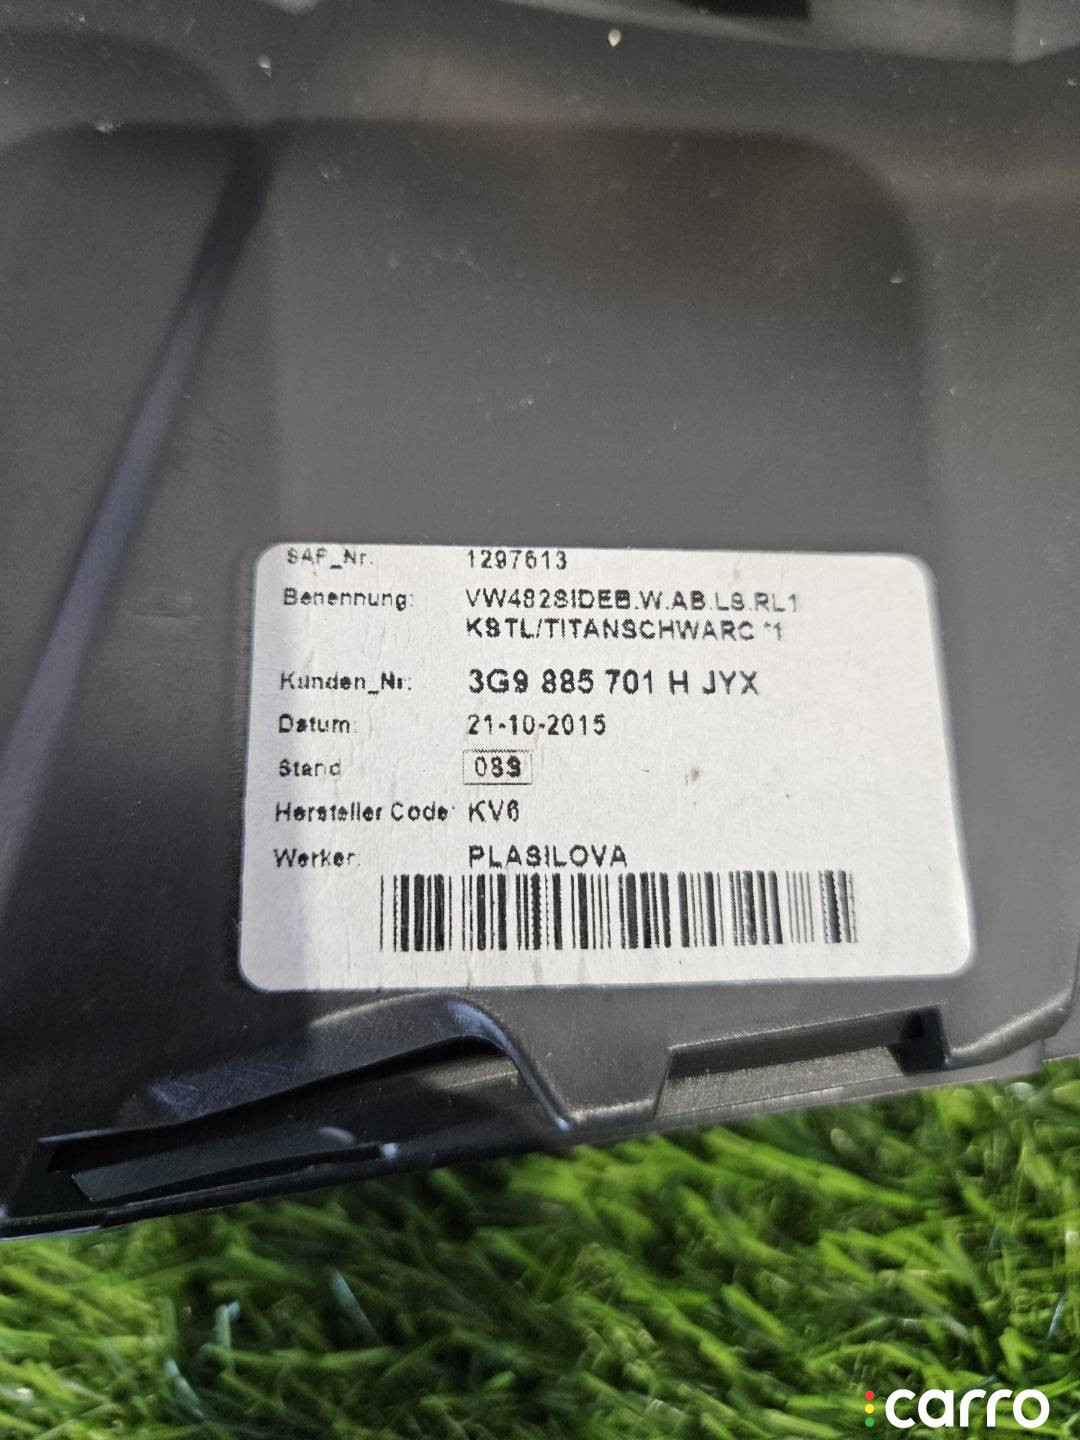 SAP_Nr. 1297613
Benennung: VW482SIDEB.W.AB.LS.RL1
KSTL/TITANSCHWARC *1
Kunden_Nr: 3G9 885 701 H JYX
Datum: 21-10-2015
Stand
Hersteller Code: KV6
Werker: PLASILOVA
carro